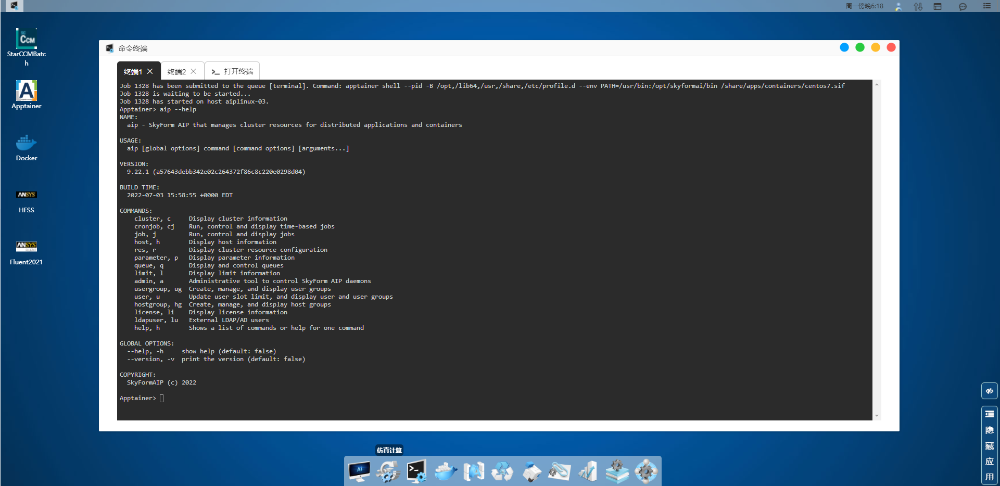 周一傍晚6:18
SC
CCM
StarCCMBatc
h
Apptainer
Docker
ANSYS
HFSS
ANSYS
FLUENT
Fluent2021
命令终端
终端1
终端2
打开终端
Job 1328 has been submitted to the queue [terminal]. Command: apptainer shell --pid -B /opt,/lib64,/usr,/share,/etc/profile.d --env PATH=/usr/bin:/opt/skyformai/bin /share/apps/containers/centos7.sif
Job 1328 is waiting to be started...
Job 1328 has started on host aiplinux-03.
Apptainer> aip --help
NAME:
  aip - SkyForm AIP that manages cluster resources for distributed applications and containers

USAGE:
  aip [global options] command [command options] [arguments...]

VERSION:
  9.22.1 (a57643debb342e02c264372f86c8c220e0298d04)

BUILD TIME:
  2022-07-03 15:58:55 +0000 EDT

COMMANDS:
    cluster, c     Display cluster information
    cronjob, cj    Run, control and display time-based jobs
    job, j         Run, control and display jobs
    host, h        Display host information
    res, r         Display cluster resource configuration
    parameter, p   Display parameter information
    queue, q       Display and control queues
    limit, l       Display limit information
    admin, a       Administrative tool to control SkyForm AIP daemons
    usergroup, ug  Create, manage, and display user groups
    user, u        Update user slot limit, and display user and user groups
    hostgroup, hg  Create, manage, and display host groups
    license, li    Display license information
    ldapuser, lu   External LDAP/AD users
    help, h        Shows a list of commands or help for one command

GLOBAL OPTIONS:
  --help, -h     show help (default: false)
  --version, -v  print the version (default: false)

COPYRIGHT:
  SkyFormAIP (c) 2022

Apptainer>
仿真计算
Ai
隐
藏
应
用